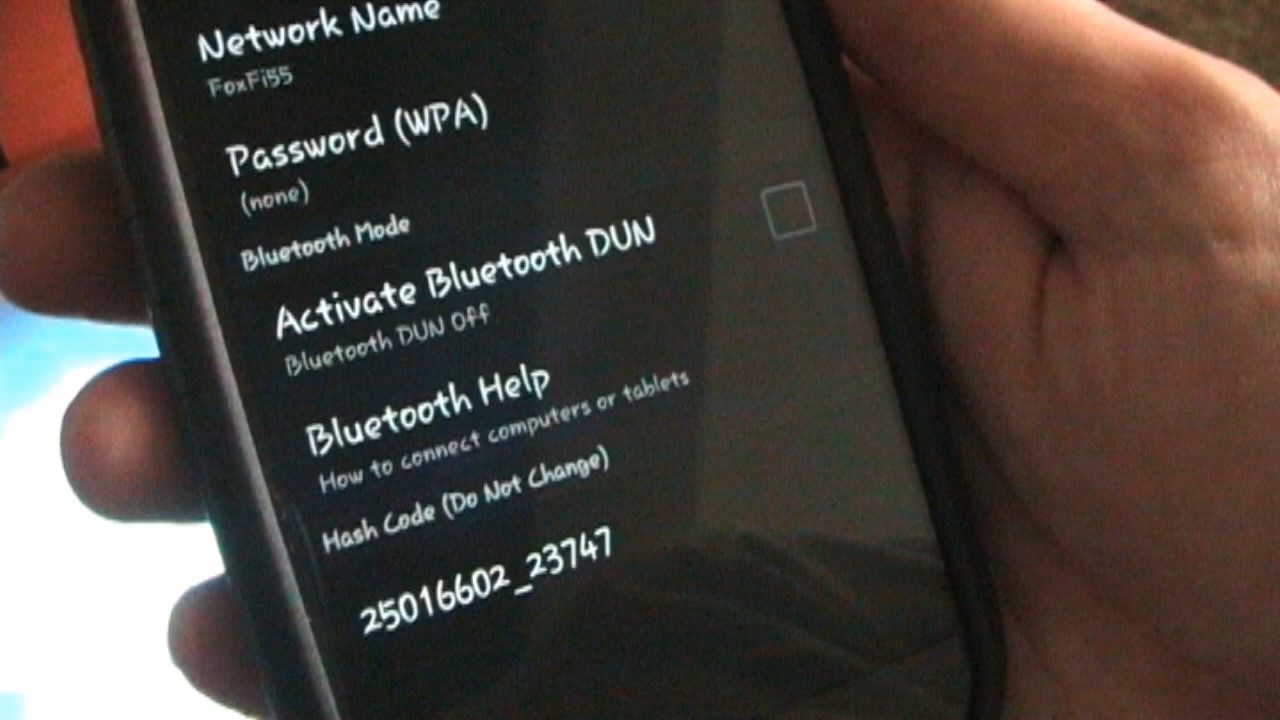 Network Name
FoxFi55
Password (WPA)
(none)
Bluetooth Mode
Activate Bluetooth DUN
Bluetooth DUN Off
Bluetooth Help
How to connect computers or tablets
Hash Code (Do Not Change)
25016602_23747